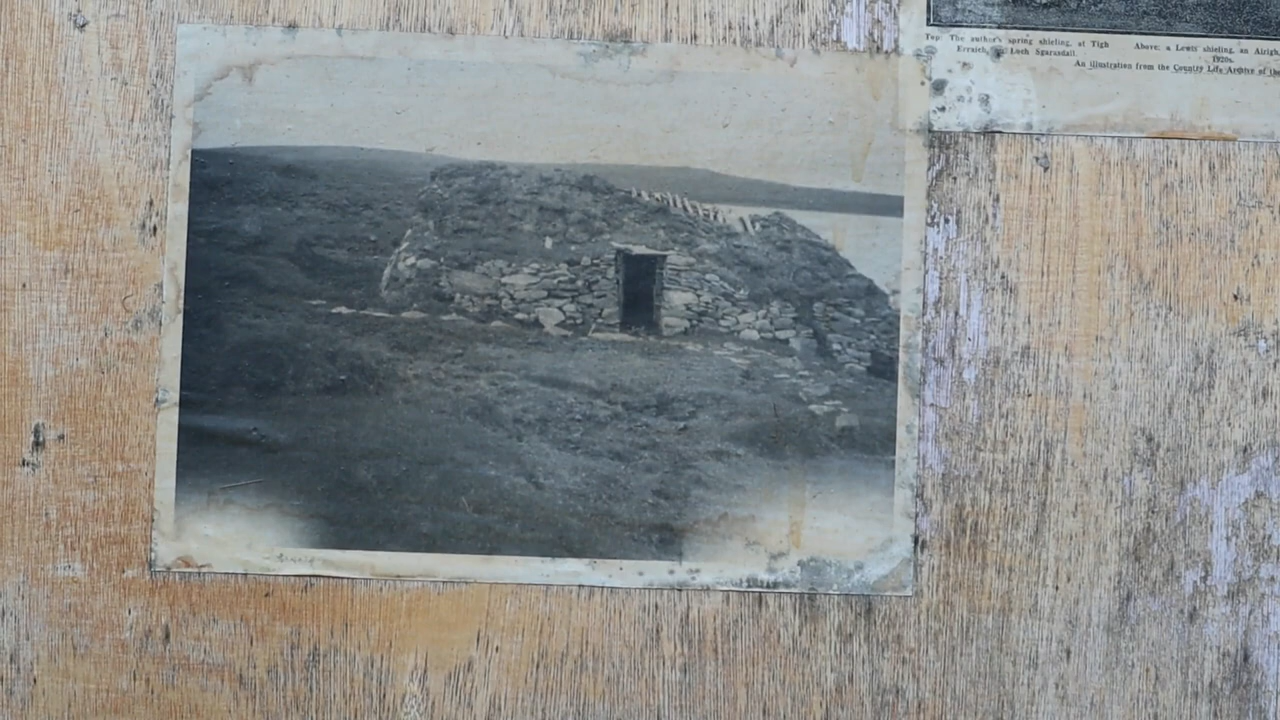 Top: The author's spring shieling, at Tigh
Erraich, Loch Sgarasdail.
Above: a Lewis shieling, an Airigh
1920s.
An illustration from the Country Life Archive of the